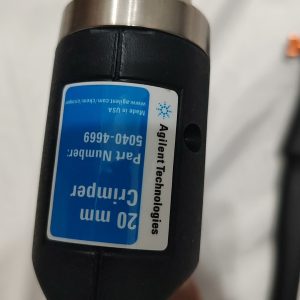 Agilent Technologies
20 mm
Crimper
Part Number:
5040-4669
www.agilent.com/chem/crimper
Made in USA